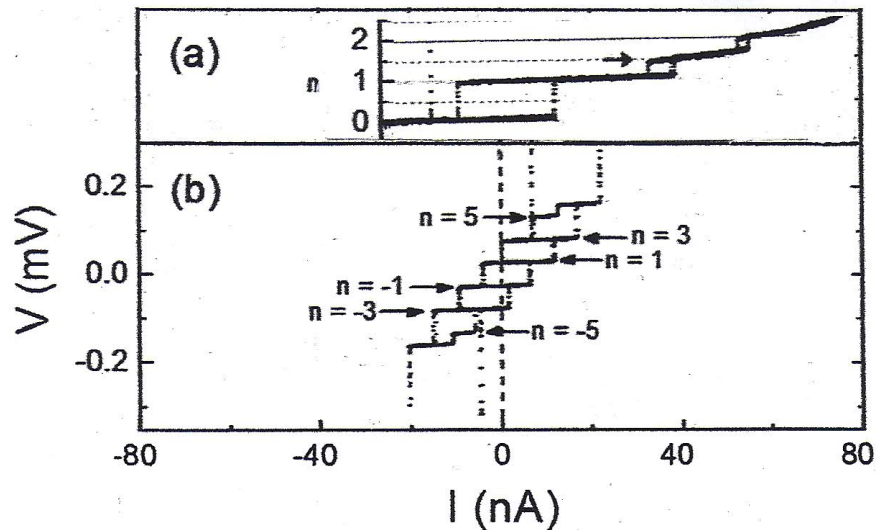 (a)
n
2
1
0
(b)
V (mV)
0.2
0.0
-0.2
n = 5
n = 3
n = 1
n = -1
n = -3
n = -5
-80
-40
0
40
80
I (nA)